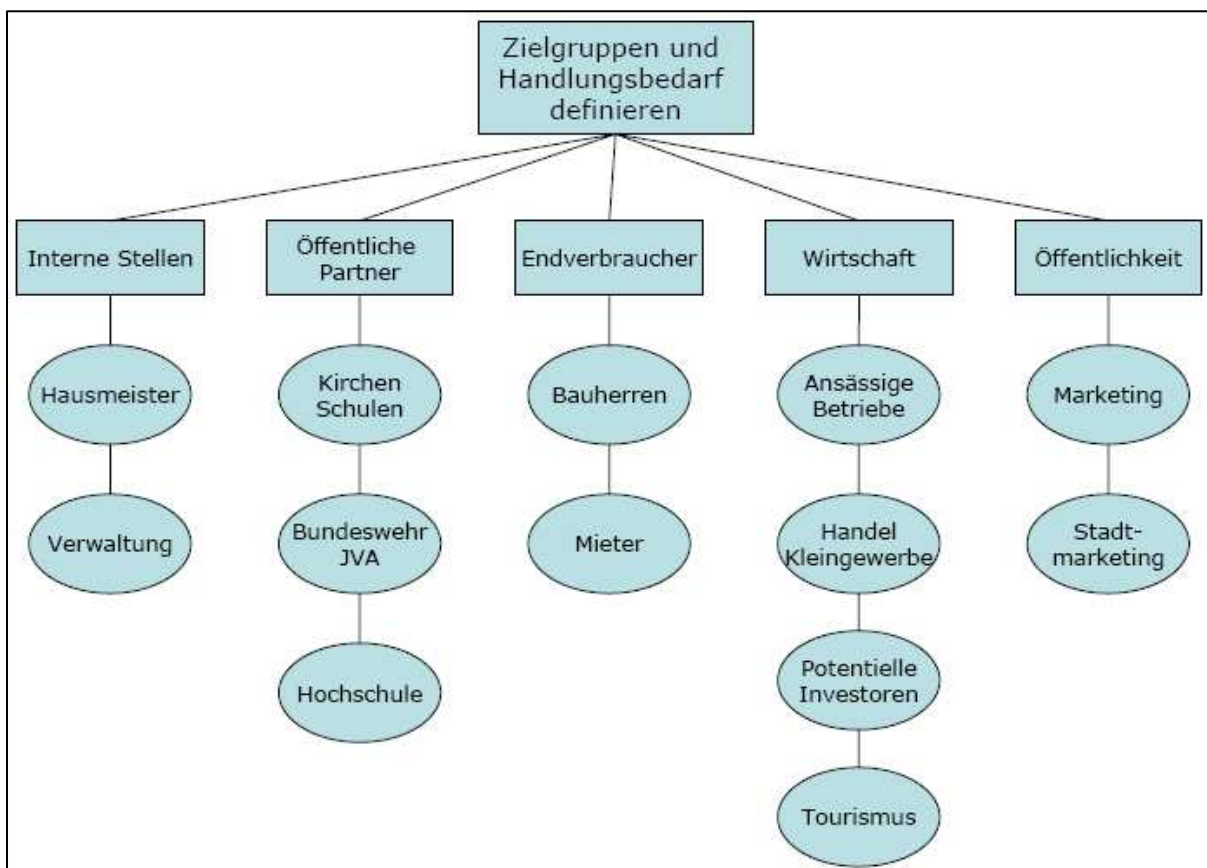 Zielgruppen und
Handlungsbedarf
definieren
Interne Stellen
Öffentliche
Partner
Endverbraucher
Wirtschaft
Öffentlichkeit
Hausmeister
Kirchen
Schulen
Bauherren
Ansässige
Betriebe
Marketing
Verwaltung
Bundeswehr
JVA
Mieter
Handel
Kleingewerbe
Stadt-
marketing
Hochschule
Potentielle
Investoren
Tourismus